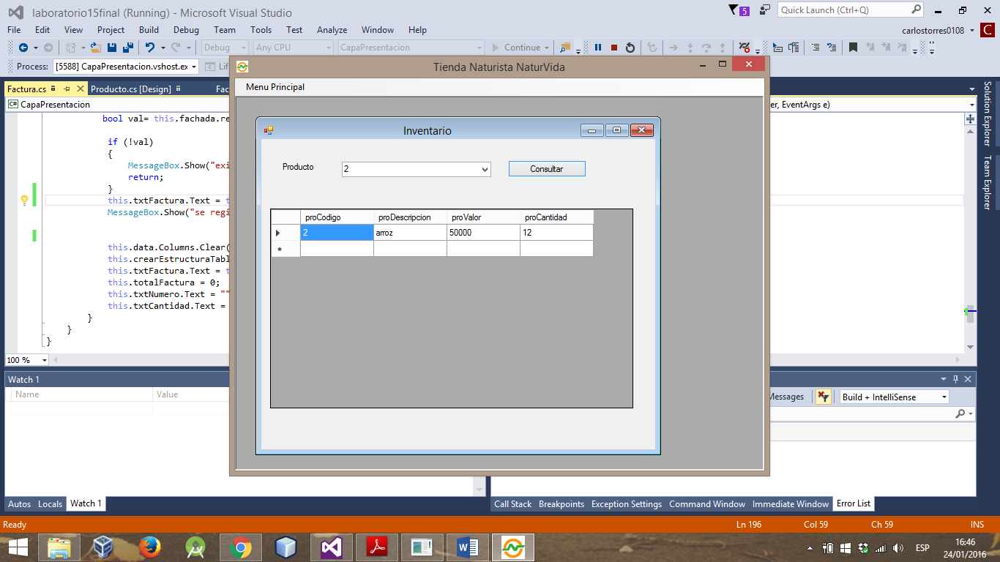 laboratorio15final (Running) - Microsoft Visual Studio
5
Quick Launch (Ctrl+Q)
File Edit View Project Build Debug Team Tools Test Analyze Window Help
carlostorres0108
C
Debug Any CPU CapaPresentacion Continue
Process: [5588] CapaPresentacion.vshost.ex
Factura.cs Producto.cs [Design]
C# CapaPresentacion
EventArgs e)
bool val= this.fachada.re
if (!val)
{
MessageBox.Show("exi
return;
}
this.txtFactura.Text = t
MessageBox.Show("se regi
this.data.Columns.Clear(
this.crearEstructuraTabl
this.txtFactura.Text = t
this.totalFactura = 0;
this.txtNumero.Text = ""
this.txtCantidad.Text =
}
}
}
100 %
Tienda Naturista NaturVida
Menu Principal
Inventario
Producto 2 Consultar
proCodigo proDescripcion proValor proCantidad
2 arroz 50000 12
Solution Explorer
Team Explorer
Watch 1
Name Value
Messages Build + IntelliSense
Autos Locals Watch 1
Call Stack Breakpoints Exception Settings Command Window Immediate Window Error List
Ready Ln 196 Col 59 Ch 59 INS
ESP
16:46
24/01/2016